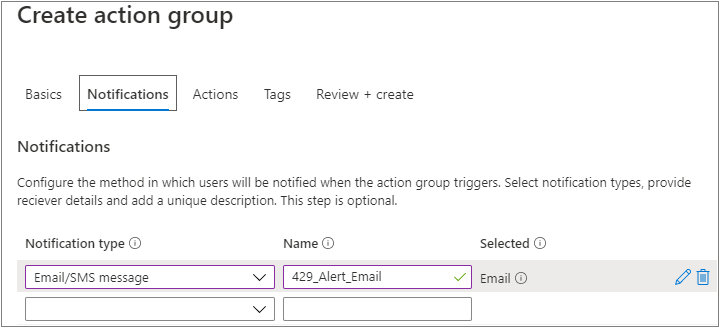 Create action group
Basics Notifications Actions Tags Review + create
Notifications
Configure the method in which users will be notified when the action group triggers. Select notification types, provide
reciever details and add a unique description. This step is optional.
Notification type Name Selected
Email/SMS message 429_Alert_Email Email